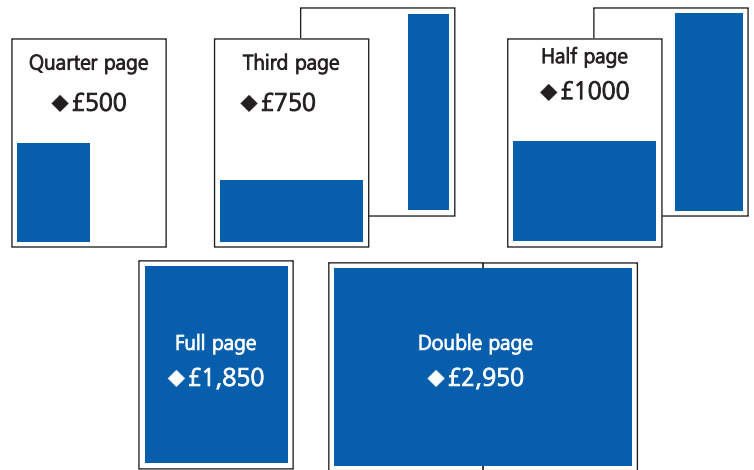 Quarter page
◆£500
Third page
◆£750
Half page
◆£1000
Full page
◆£1,850
Double page
◆£2,950